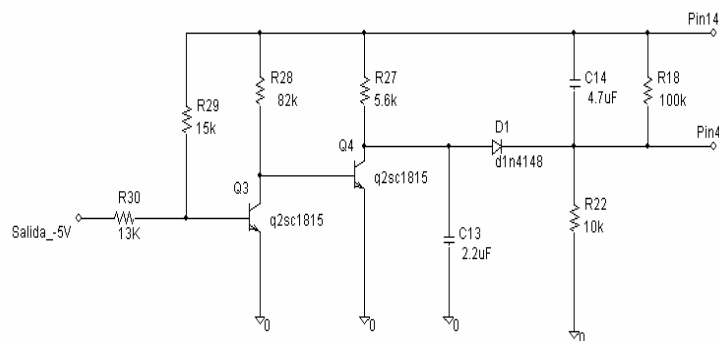 Pin14
R28
82k
R27
5.6k
C14
4.7uF
R18
100k
R29
15k
D1
d1n4148
Pin4
Q4
q2sc1815
Q3
q2sc1815
R30
13K
Salida_-5V
C13
2.2uF
R22
10k
0
0
0
0